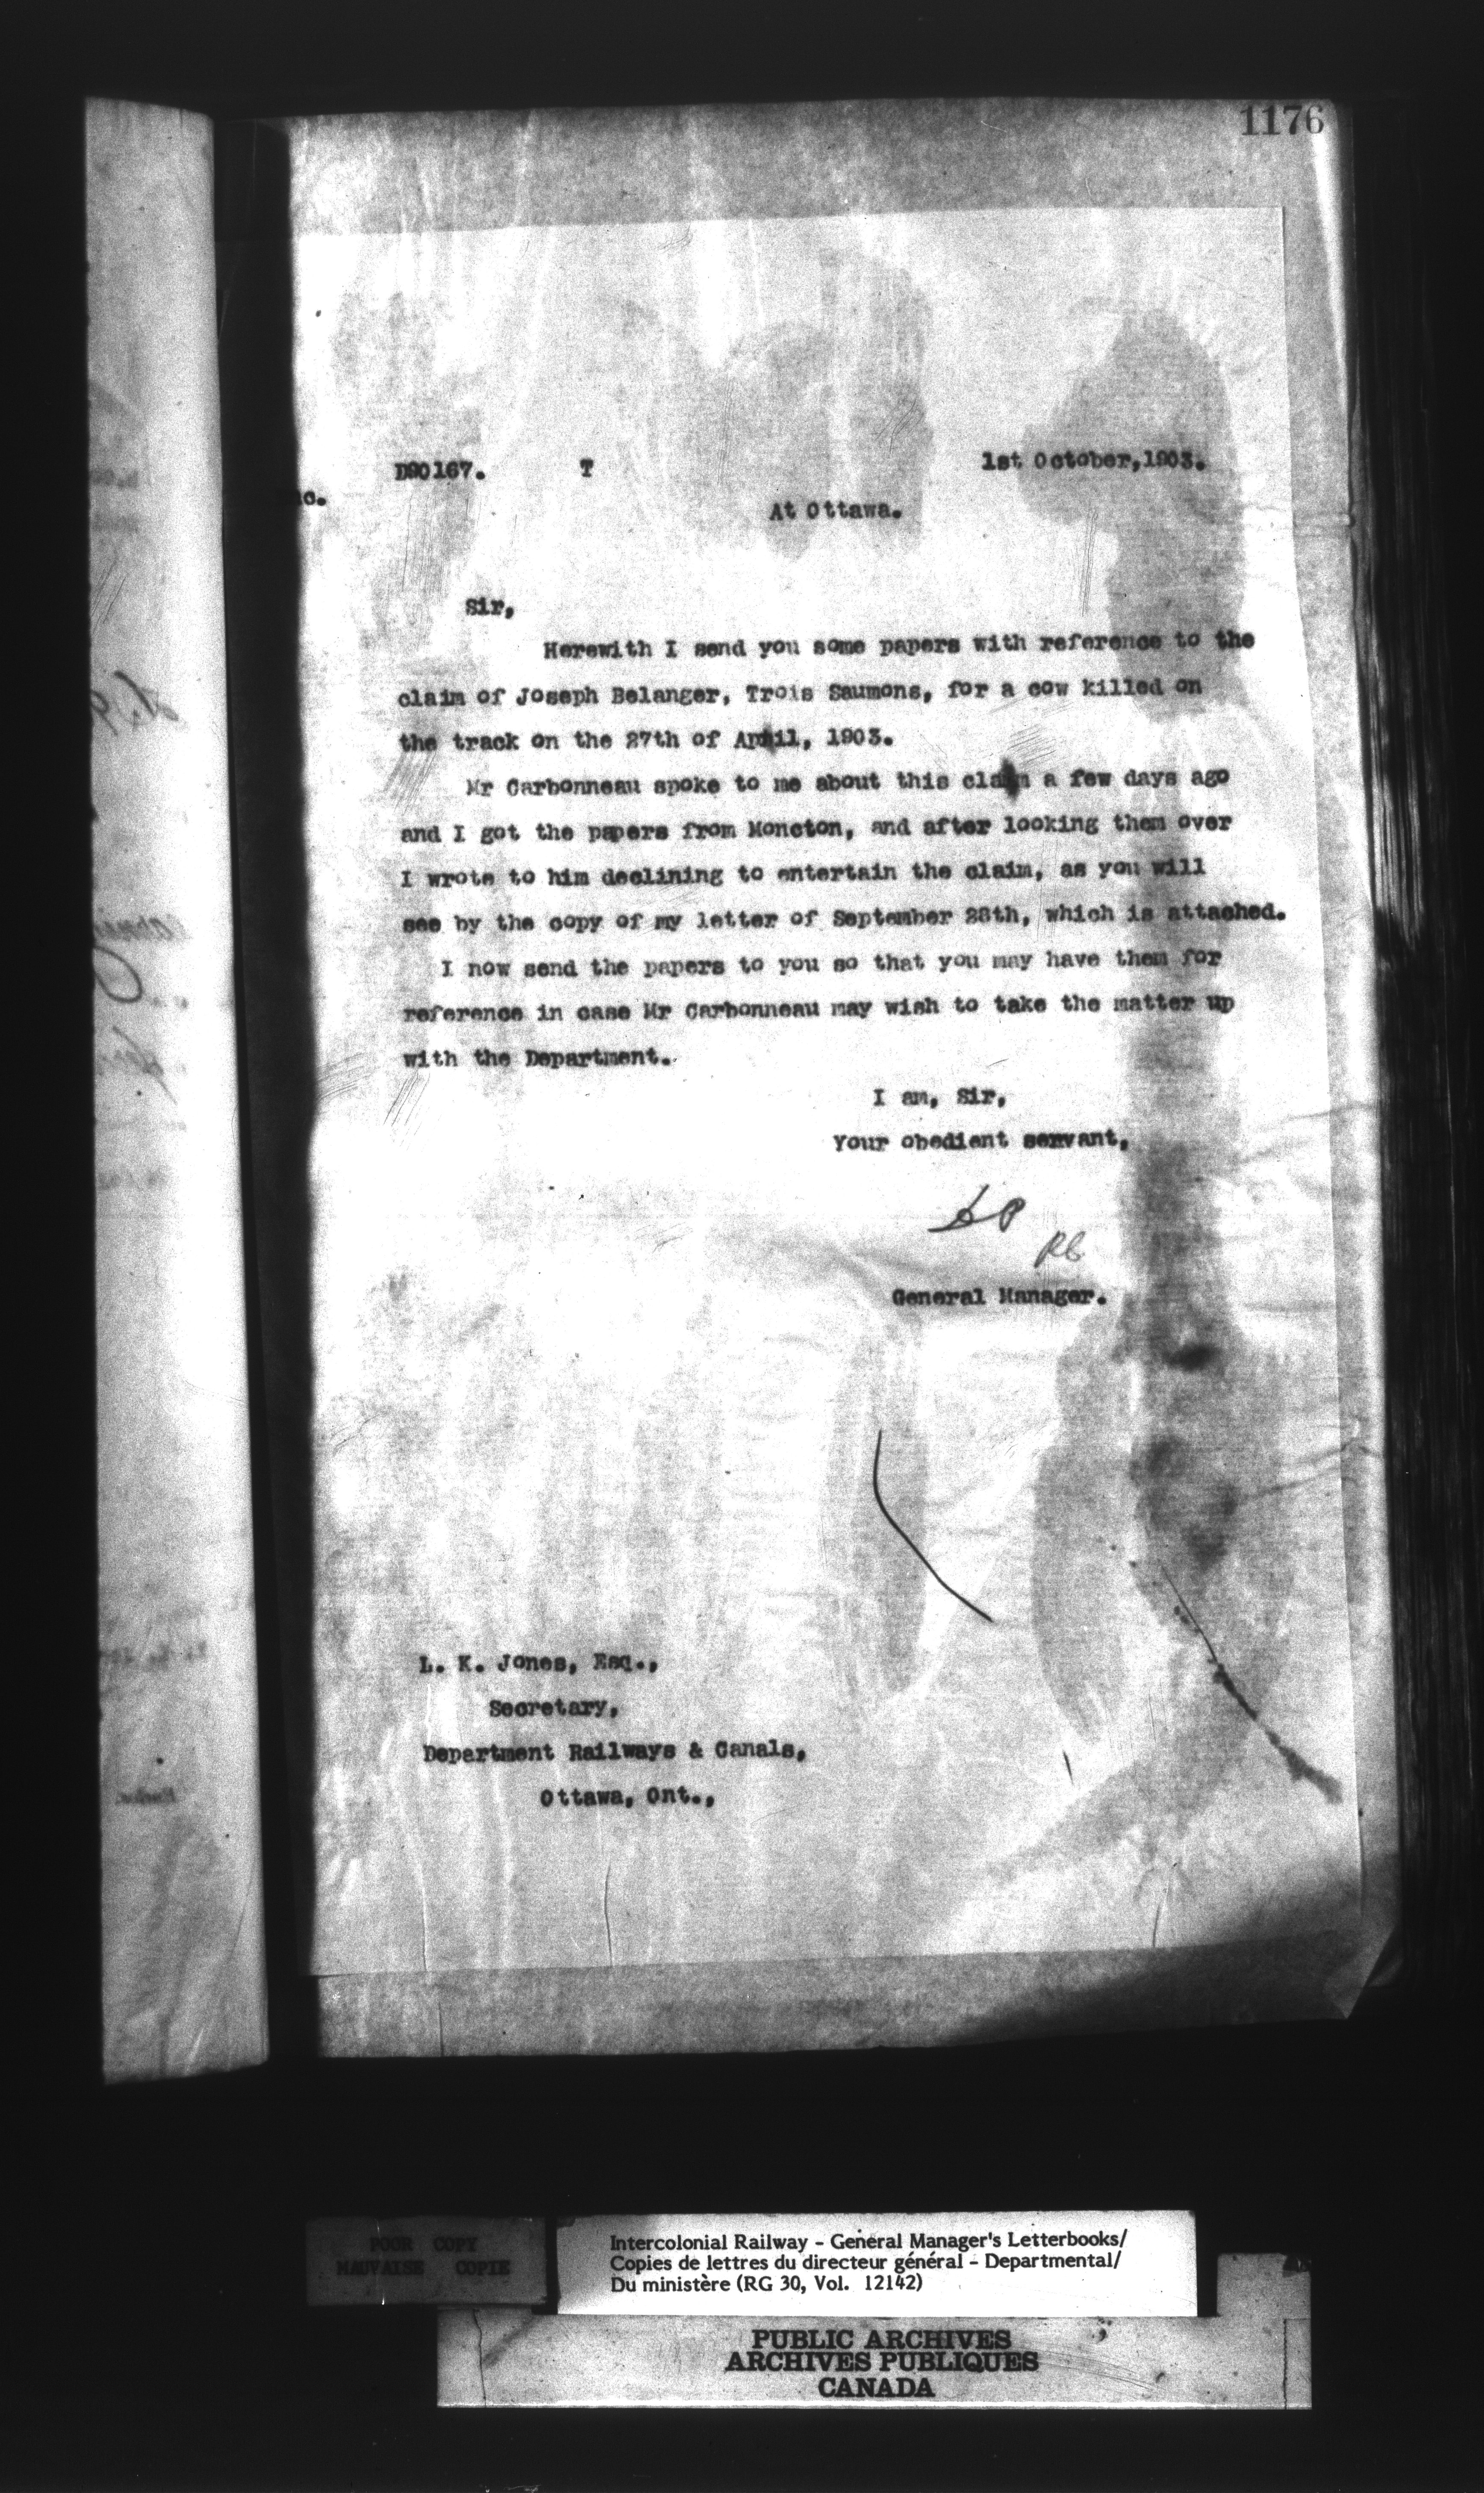 1176
D90167. T 1st October, 1903.
At Ottawa.
Sir,
Herewith I send you some papers with reference to the
claim of Joseph Belanger, Trois Saumons, for a cow killed on
the track on the 27th of April, 1903.
Mr Carbonneau spoke to me about this claim a few days ago
and I got the papers from Moncton, and after looking them over
I wrote to him declining to entertain the claim, as you will
see by the copy of my letter of September 28th, which is attached.
I now send the papers to you so that you may have them for
reference in case Mr Carbonneau may wish to take the matter up
with the Department.
I am, Sir,
Your obedient servant,
General Manager.
L. K. Jones, Esq.,
Secretary,
Department Railways & Canals,
Ottawa, Ont.,
POOR COPY
MAUVAISE COPIE
Intercolonial Railway - General Manager's Letterbooks/
Copies de lettres du directeur général - Departmental/
Du ministère (RG 30, Vol. 12142)
PUBLIC ARCHIVES
ARCHIVES PUBLIQUES
CANADA